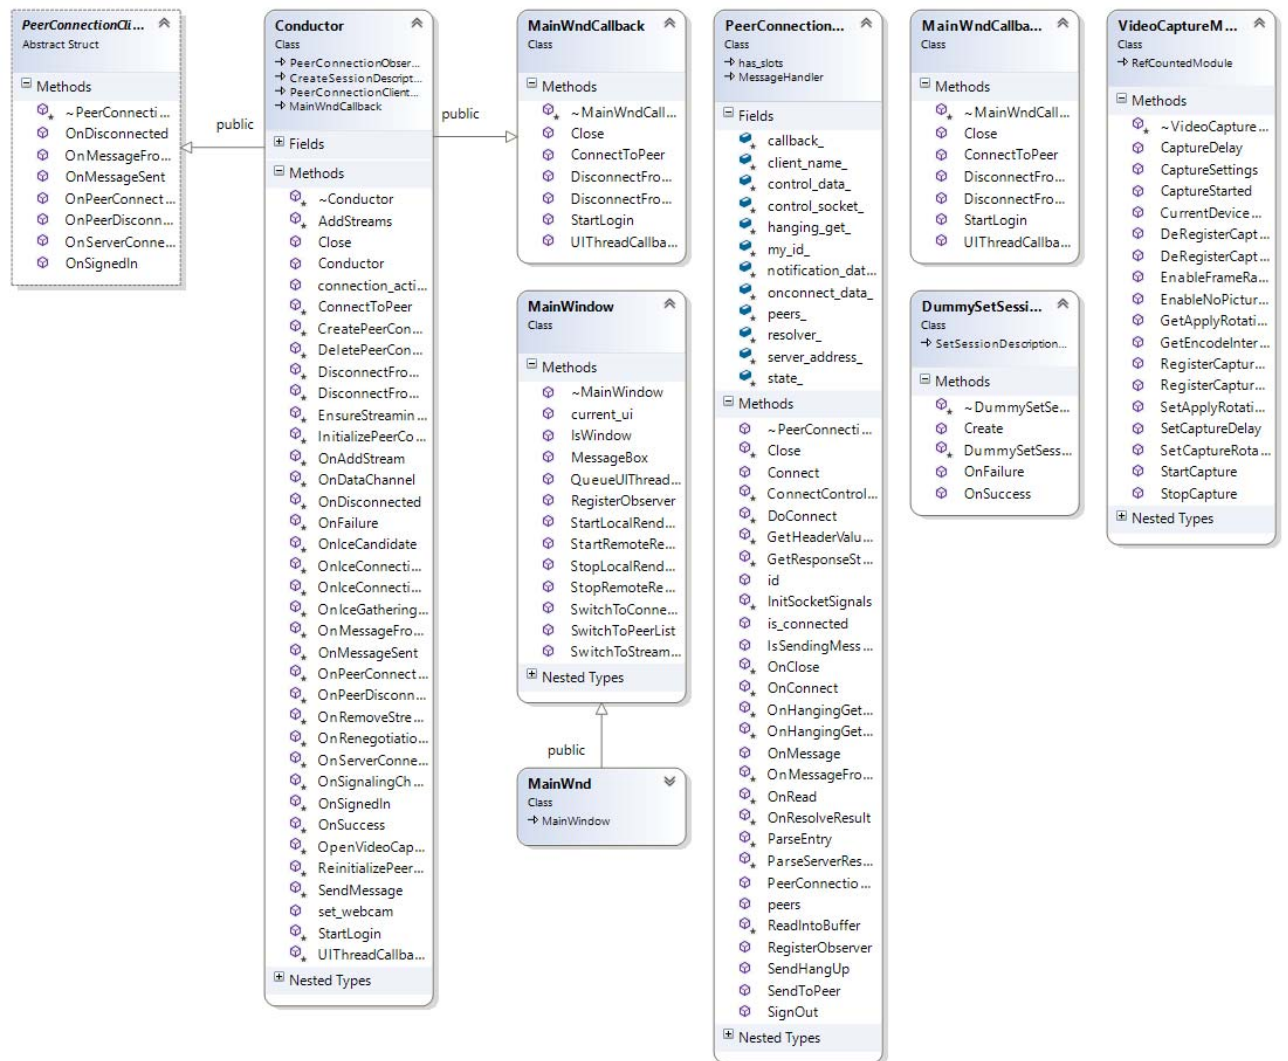 PeerConnectionCli...
Abstract Struct
Methods
~PeerConnecti...
OnDisconnected
OnMessageFro...
OnMessageSent
OnPeerConnect...
OnPeerDisconn...
OnServerConne...
OnSignedIn
public
Conductor
Class
PeerConnectionObser...
CreateSessionDescript...
PeerConnectionClient...
MainWndCallback
Fields
Methods
~Conductor
AddStreams
Close
Conductor
connection_acti...
ConnectToPeer
CreatePeerCon...
DeletePeerCon...
DisconnectFro...
DisconnectFro...
EnsureStreamin...
InitializePeerCo...
OnAddStream
OnDataChannel
OnDisconnected
OnFailure
OnIceCandidate
OnIceConnecti...
OnIceConnecti...
OnIceGathering...
OnMessageFro...
OnMessageSent
OnPeerConnect...
OnPeerDisconn...
OnRemoveStre...
OnRenegotiatio...
OnServerConne...
OnSignalingCh...
OnSignedIn
OnSuccess
OpenVideoCap...
ReinitializePeer...
SendMessage
set_webcam
StartLogin
UIThreadCallba...
Nested Types
public
MainWndCallback
Class
Methods
~MainWndCall...
Close
ConnectToPeer
DisconnectFro...
DisconnectFro...
StartLogin
UIThreadCallba...
MainWindow
Class
Methods
~MainWindow
current_ui
IsWindow
MessageBox
QueueUIThread...
RegisterObserver
StartLocalRend...
StartRemoteRe...
StopLocalRend...
StopRemoteRe...
SwitchToConne...
SwitchToPeerList
SwitchToStream...
Nested Types
public
MainWnd
Class
MainWindow
PeerConnection...
Class
has_slots
MessageHandler
Fields
callback_
client_name_
control_data_
control_socket_
hanging_get_
my_id_
notification_dat...
onconnect_data_
peers_
resolver_
server_address_
state_
Methods
~PeerConnecti...
Close
Connect
ConnectControl...
DoConnect
GetHeaderValu...
GetResponseSt...
id
InitSocketSignals
is_connected
IsSendingMess...
OnClose
OnConnect
OnHangingGet...
OnHangingGet...
OnMessage
OnMessageFro...
OnRead
OnResolveResult
ParseEntry
ParseServerRes...
PeerConnectio...
peers
ReadIntoBuffer
RegisterObserver
SendHangUp
SendToPeer
SignOut
Nested Types
MainWndCallba...
Class
Methods
~MainWndCall...
Close
ConnectToPeer
DisconnectFro...
DisconnectFro...
StartLogin
UIThreadCallba...
DummySetSessi...
Class
SetSessionDescription...
Methods
~DummySetSe...
Create
DummySetSess...
OnFailure
OnSuccess
VideoCaptureM...
Class
RefCountedModule
Methods
~VideoCapture...
CaptureDelay
CaptureSettings
CaptureStarted
CurrentDevice...
DeRegisterCapt...
DeRegisterCapt...
EnableFrameRa...
EnableNoPictur...
GetApplyRotati...
GetEncodeInter...
RegisterCaptur...
RegisterCaptur...
SetApplyRotati...
SetCaptureDelay
SetCaptureRota...
StartCapture
StopCapture
Nested Types